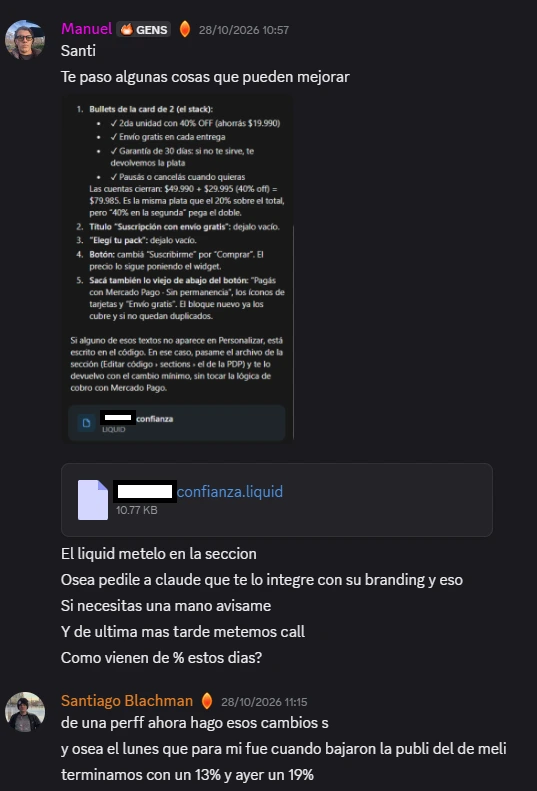 Manuel GENS 28/10/2026 10:57
Santi
Te paso algunas cosas que pueden mejorar
1. Bullets de la card de 2 (el stack):
• ✓ 2da unidad con 40% OFF (ahorrás $19.990)
• ✓ Envío gratis en cada entrega
• ✓ Garantía de 30 días: si no te sirve, te
devolvemos la plata
• ✓ Pausás o cancelás cuando quieras
Las cuentas cierran: $49.990 + $29.995 (40% off) =
$79.985. Es la misma plata que el 20% sobre el total,
pero "40% en la segunda" pega el doble.
2. Título "Suscripción con envío gratis": dejalo vacío.
3. "Elegí tu pack": dejalo vacío.
4. Botón: cambiá "Suscribirme" por "Comprar". El
precio lo sigue poniendo el widget.
5. Sacá también lo viejo de abajo del botón: "Pagás
con Mercado Pago · Sin permanencia", los íconos de
tarjetas y "Envío gratis". El bloque nuevo ya los
cubre y si no quedan duplicados.
Si alguno de esos textos no aparece en Personalizar, está
escrito en el código. En ese caso, pasame el archivo de la
sección (Editar código › sections › el de la PDP) y te lo
devuelvo con el cambio mínimo, sin tocar la lógica de
cobro con Mercado Pago.
confianza
LIQUID
confianza.liquid
10.77 KB
El liquid metelo en la seccion
Osea pedile a claude que te lo integre con su branding y eso
Si necesitas una mano avisame
Y de ultima mas tarde metemos call
Como vienen de % estos dias?
Santiago Blachman 28/10/2026 11:15
de una perff ahora hago esos cambios s
y osea el lunes que para mi fue cuando bajaron la publi del de meli
terminamos con un 13% y ayer un 19%